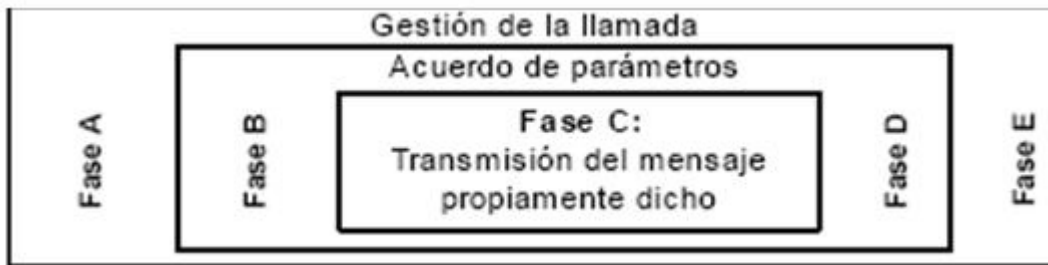 Gestión de la llamada
Acuerdo de parámetros
Fase A
Fase B
Fase C:
Transmisión del mensaje
propiamente dicho
Fase D
Fase E